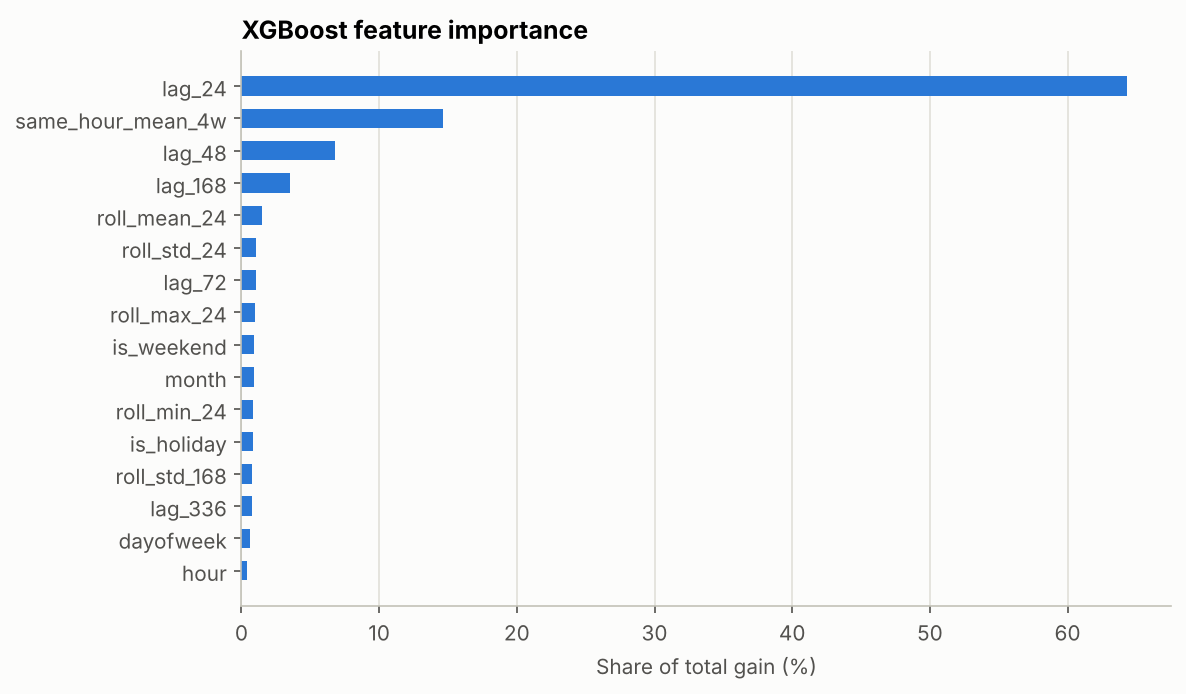 XGBoost feature importance
lag_24
same_hour_mean_4w
lag_48
lag_168
roll_mean_24
roll_std_24
lag_72
roll_max_24
is_weekend
month
roll_min_24
is_holiday
roll_std_168
lag_336
dayofweek
hour
0 10 20 30 40 50 60
Share of total gain (%)